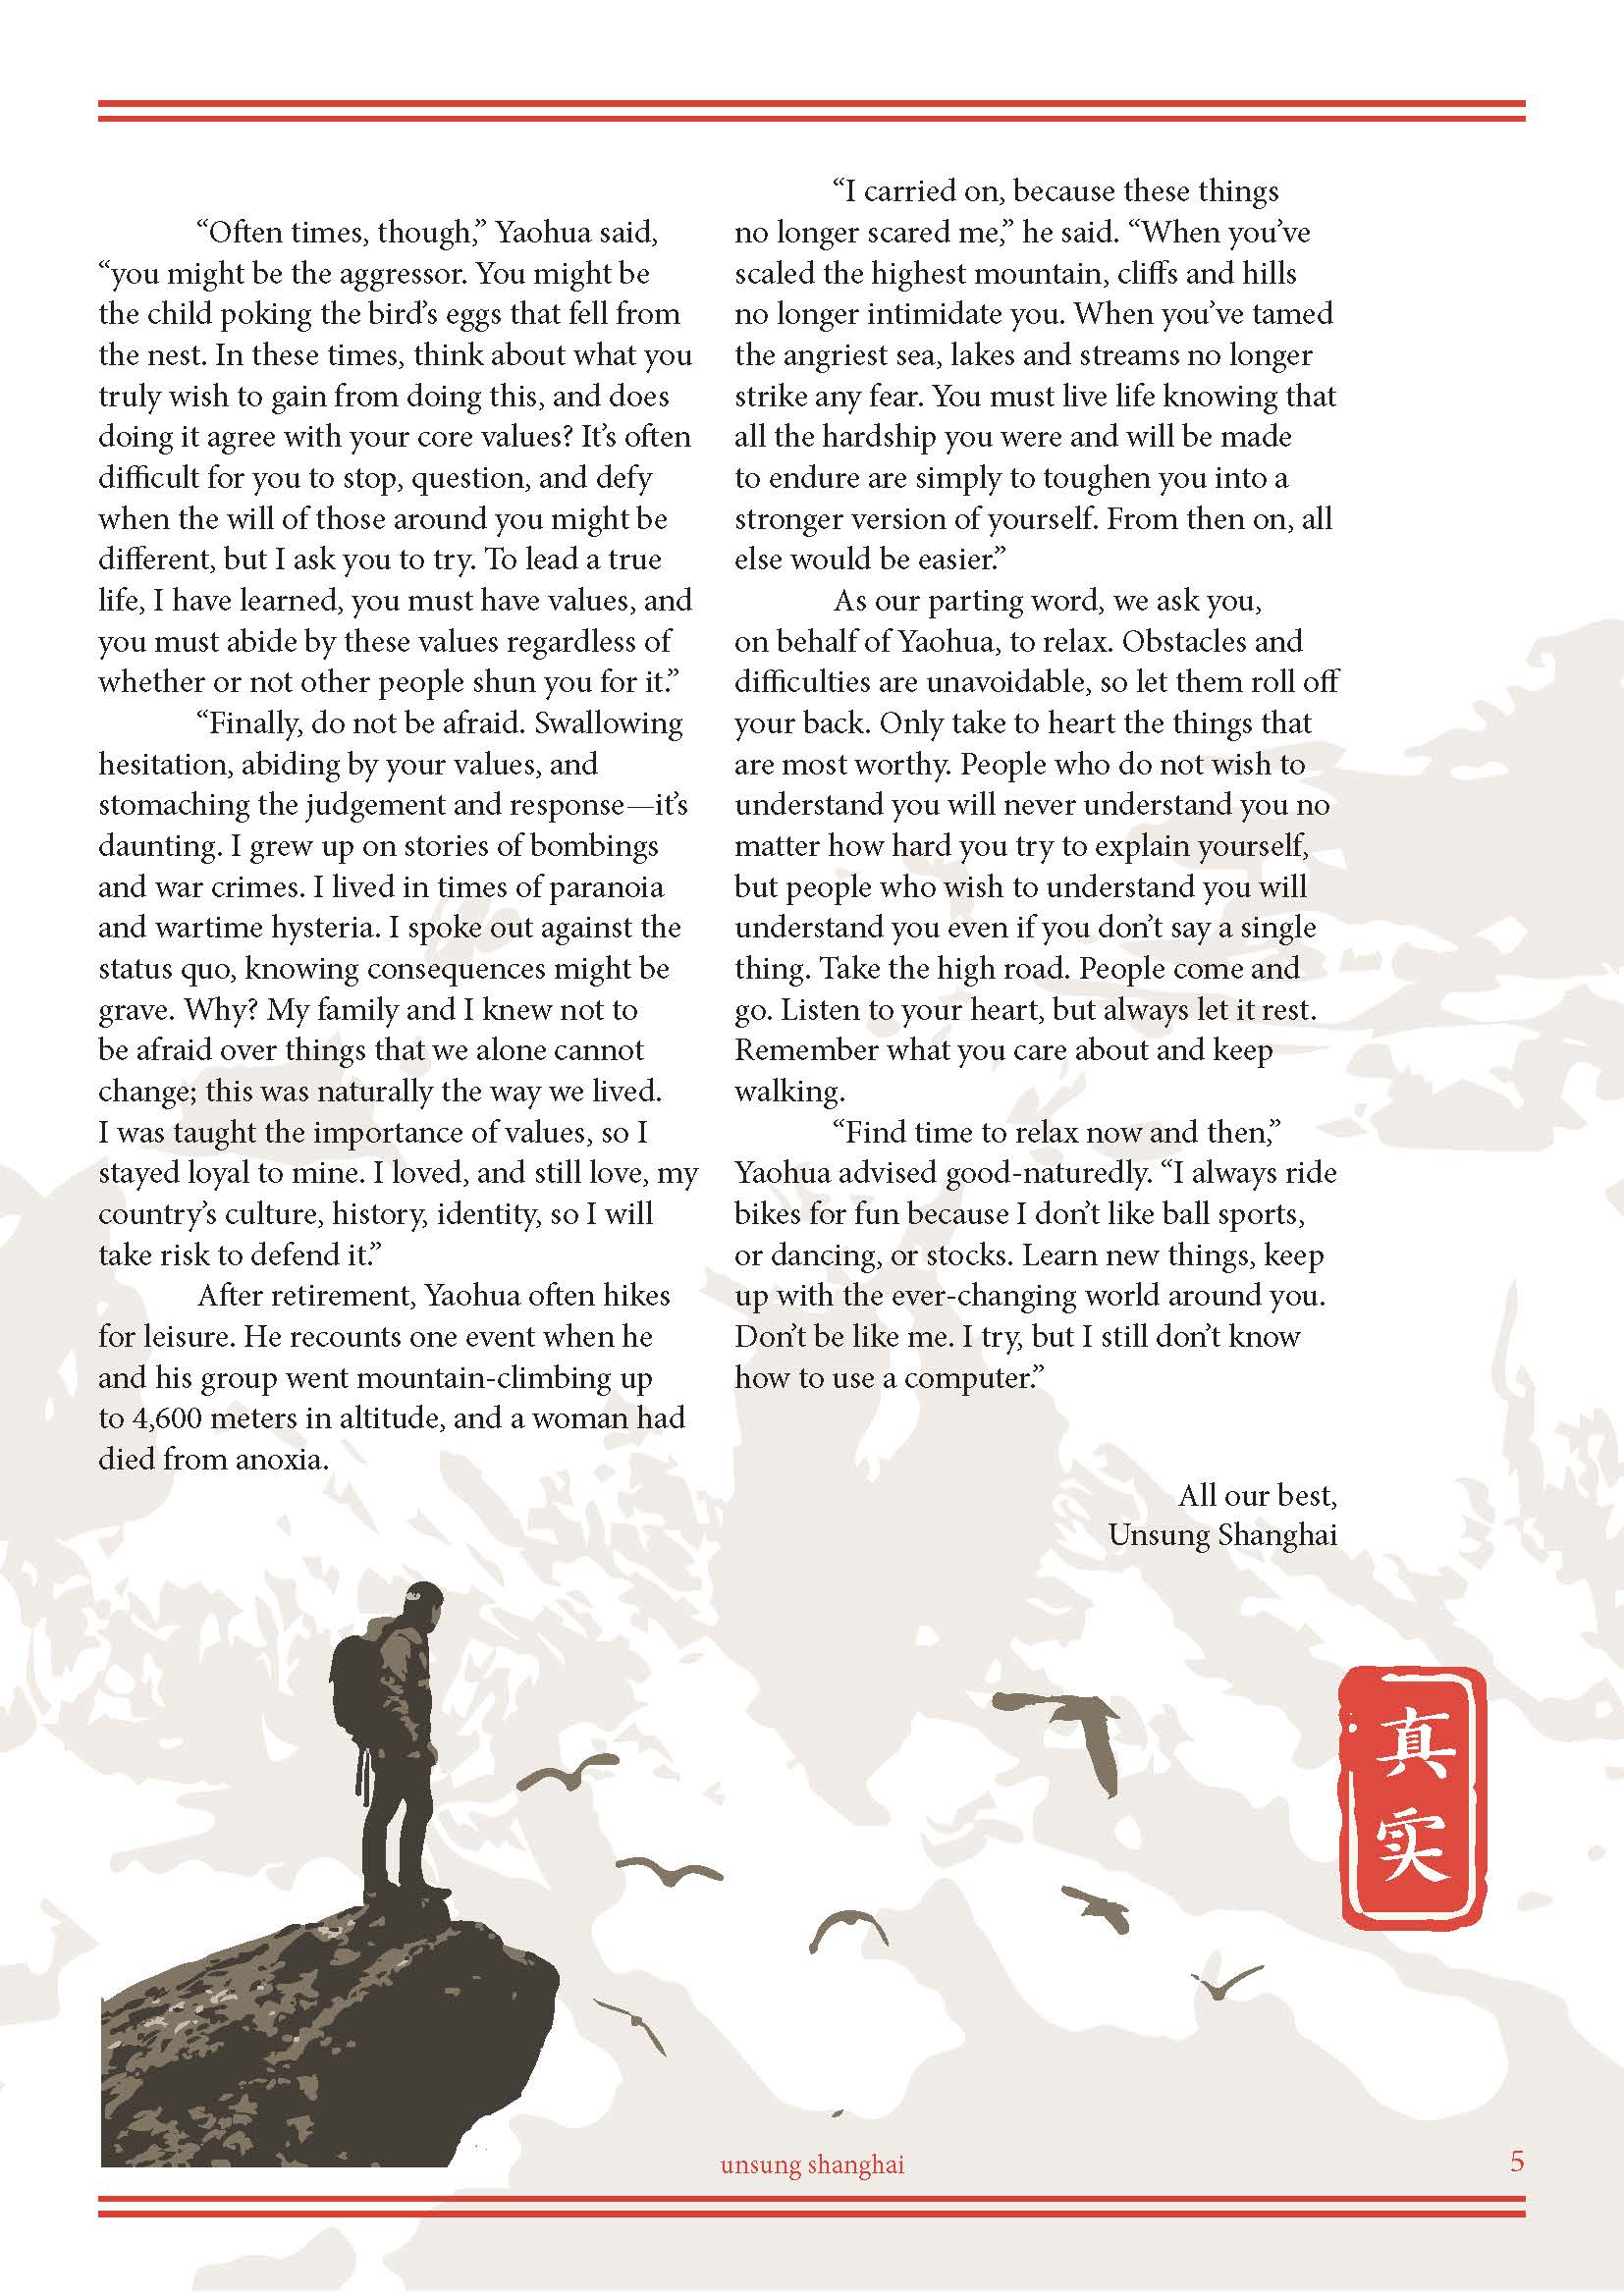 “Often times, though,” Yaohua said,
“you might be the aggressor. You might be
the child poking the bird’s eggs that fell from
the nest. In these times, think about what you
truly wish to gain from doing this, and does
doing it agree with your core values? It’s often
difficult for you to stop, question, and defy
when the will of those around you might be
different, but I ask you to try. To lead a true
life, I have learned, you must have values, and
you must abide by these values regardless of
whether or not other people shun you for it.”
“Finally, do not be afraid. Swallowing
hesitation, abiding by your values, and
stomaching the judgement and response—it’s
daunting. I grew up on stories of bombings
and war crimes. I lived in times of paranoia
and wartime hysteria. I spoke out against the
status quo, knowing consequences might be
grave. Why? My family and I knew not to
be afraid over things that we alone cannot
change; this was naturally the way we lived.
I was taught the importance of values, so I
stayed loyal to mine. I loved, and still love, my
country’s culture, history, identity, so I will
take risk to defend it.”
After retirement, Yaohua often hikes
for leisure. He recounts one event when he
and his group went mountain-climbing up
to 4,600 meters in altitude, and a woman had
died from anoxia.
“I carried on, because these things
no longer scared me,” he said. “When you’ve
scaled the highest mountain, cliffs and hills
no longer intimidate you. When you’ve tamed
the angriest sea, lakes and streams no longer
strike any fear. You must live life knowing that
all the hardship you were and will be made
to endure are simply to toughen you into a
stronger version of yourself. From then on, all
else would be easier.”
As our parting word, we ask you,
on behalf of Yaohua, to relax. Obstacles and
difficulties are unavoidable, so let them roll off
your back. Only take to heart the things that
are most worthy. People who do not wish to
understand you will never understand you no
matter how hard you try to explain yourself,
but people who wish to understand you will
understand you even if you don’t say a single
thing. Take the high road. People come and
go. Listen to your heart, but always let it rest.
Remember what you care about and keep
walking.
“Find time to relax now and then,”
Yaohua advised good-naturedly. “I always ride
bikes for fun because I don’t like ball sports,
or dancing, or stocks. Learn new things, keep
up with the ever-changing world around you.
Don’t be like me. I try, but I still don’t know
how to use a computer.”
All our best,
Unsung Shanghai
真
实
unsung shanghai
5